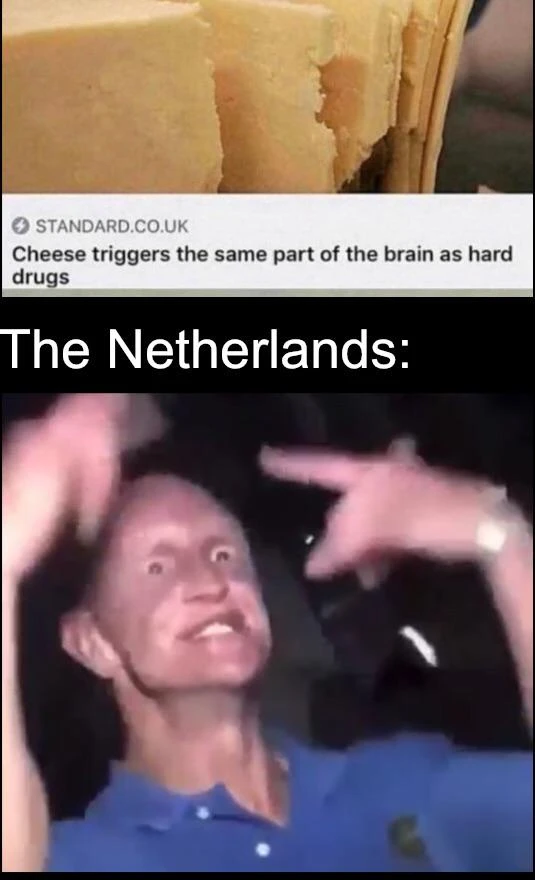 STANDARD.CO.UK
Cheese triggers the same part of the brain as hard
drugs
The Netherlands: